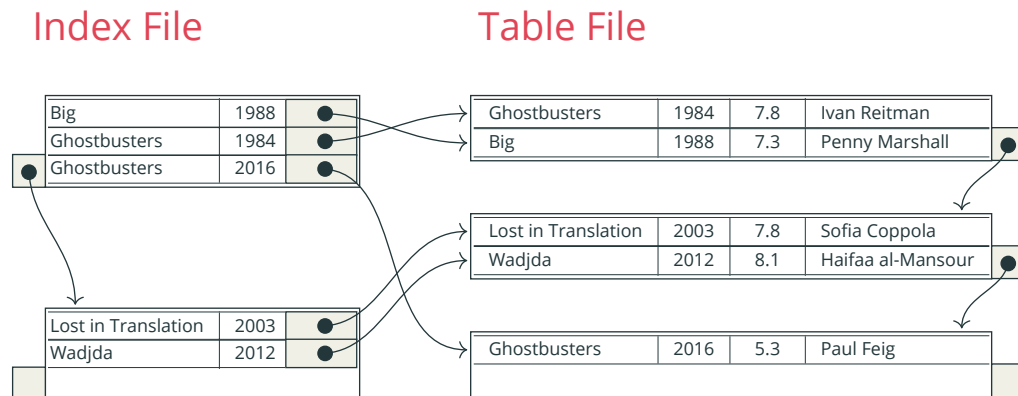 Index File
Table File
Big 1988
Ghostbusters 1984
Ghostbusters 2016
Lost in Translation 2003
Wadjda 2012
Ghostbusters 1984 7.8 Ivan Reitman
Big 1988 7.3 Penny Marshall
Lost in Translation 2003 7.8 Sofia Coppola
Wadjda 2012 8.1 Haifaa al-Mansour
Ghostbusters 2016 5.3 Paul Feig